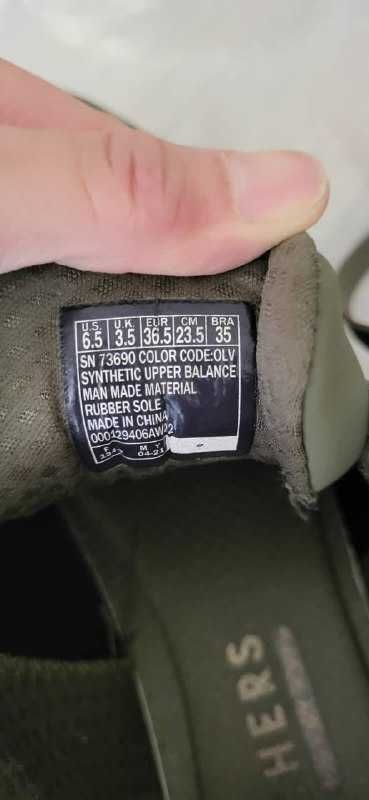 U.S. U.K. EUR CM BRA
6.5 3.5 36.5 23.5 35
SN 73690 COLOR CODE:OLV
SYNTHETIC UPPER BALANCE
MAN MADE MATERIAL
RUBBER SOLE
MADE IN CHINA
M Y
04-21
HERS